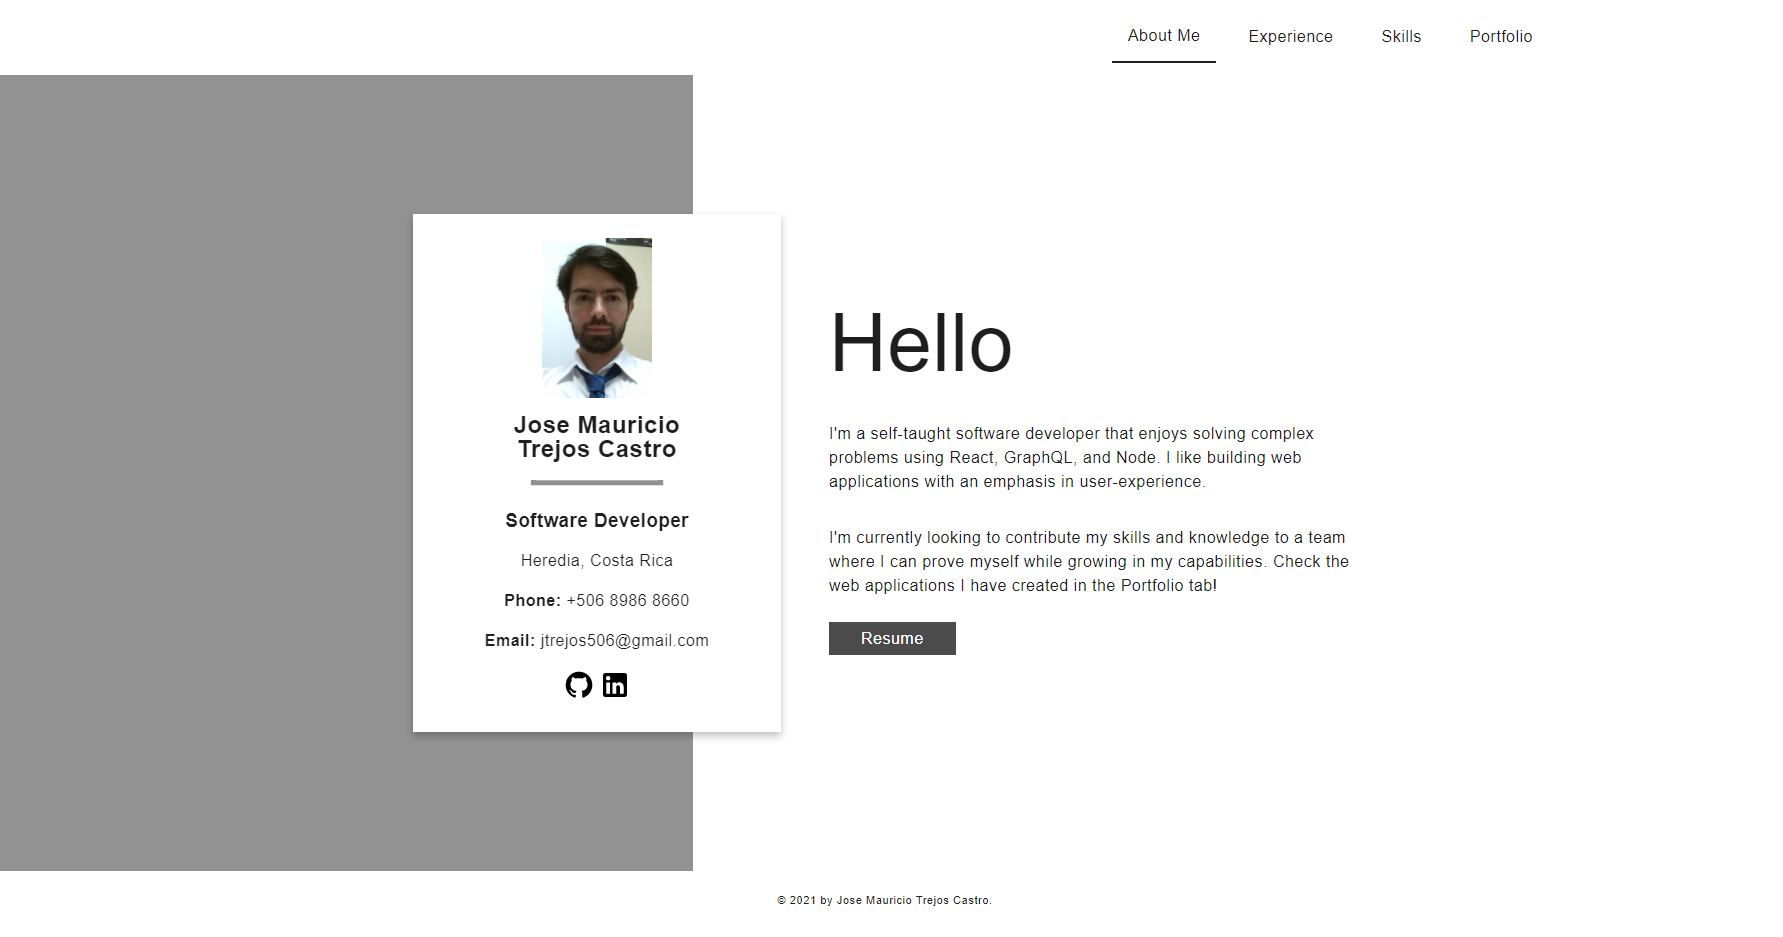 About Me Experience Skills Portfolio
Jose Mauricio
Trejos Castro
Software Developer
Heredia, Costa Rica
Phone: +506 8986 8660
Email: jtrejos506@gmail.com
in
Hello
I'm a self-taught software developer that enjoys solving complex
problems using React, GraphQL, and Node. I like building web
applications with an emphasis in user-experience.
I'm currently looking to contribute my skills and knowledge to a team
where I can prove myself while growing in my capabilities. Check the
web applications I have created in the Portfolio tab!
Resume
© 2021 by Jose Mauricio Trejos Castro.